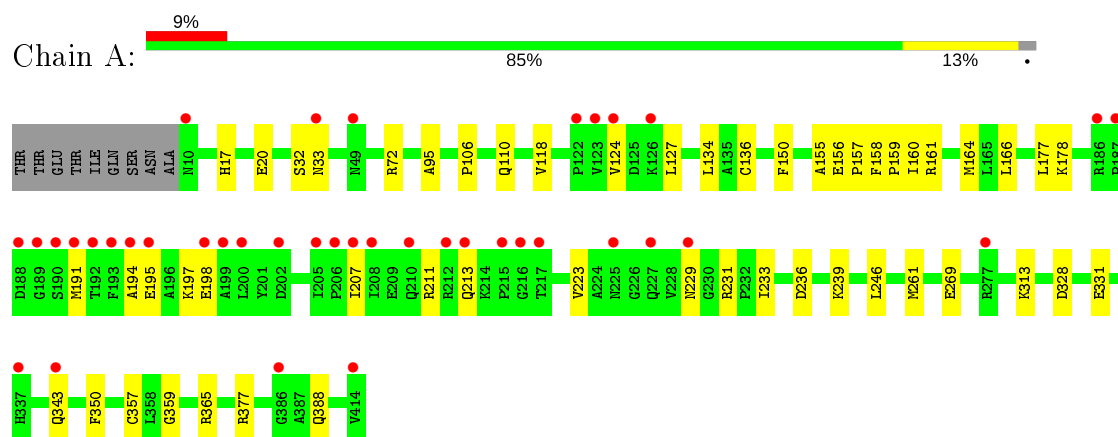 9%
Chain A:
85% 13% •
THR THR GLU THR ILE GLN SER ASN ALA N10 H17 E20 S32 N33 N49 R72 A95 P106 Q110 V118 P122 V123 V124 D125 K126 L127 L134 A135 C136 F150 A155 E156 P157 F158 P159 I160 R161 M164 L165 L166 L177 K178 R186 P187
D188 G189 S190 M191 T192 F193 A194 E195 A196 K197 E198 A199 L200 Y201 D202 I205 P206 I207 I208 E209 Q210 R211 R212 Q213 K214 P215 G216 T217 V223 A224 N225 G226 Q227 V228 N229 G230 R231 P232 I233 D236 K239 L246 M261 E269 R277 K313 D328 E331
H337 Q343 F350 C357 L358 G359 R365 R377 G386 A387 Q388 V414